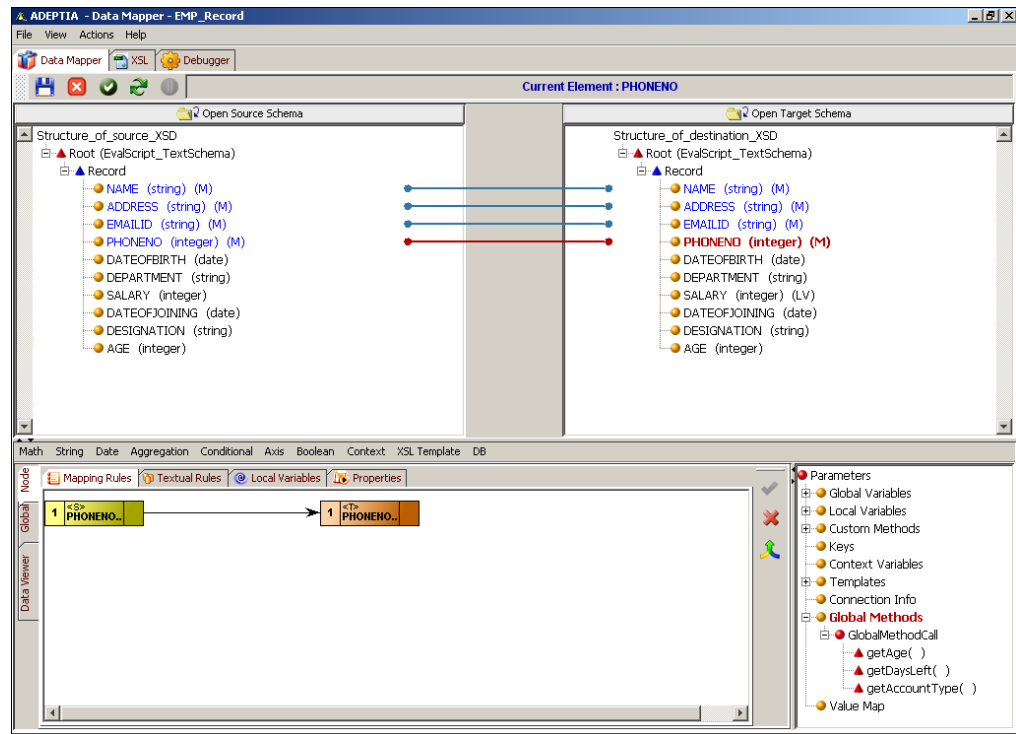 ADEPTIA - Data Mapper - EMP_Record
File View Actions Help
Data Mapper XSL Debugger
Current Element : PHONENO
Open Source Schema Open Target Schema
Structure_of_source_XSD
Root (EvalScript_TextSchema)
Record
NAME (string) (M)
ADDRESS (string) (M)
EMAILID (string) (M)
PHONENO (integer) (M)
DATEOFBIRTH (date)
DEPARTMENT (string)
SALARY (integer)
DATEOFJOINING (date)
DESIGNATION (string)
AGE (integer)
Structure_of_destination_XSD
Root (EvalScript_TextSchema)
Record
NAME (string) (M)
ADDRESS (string) (M)
EMAILID (string) (M)
PHONENO (integer) (M)
DATEOFBIRTH (date)
DEPARTMENT (string)
SALARY (integer) (LV)
DATEOFJOINING (date)
DESIGNATION (string)
AGE (integer)
Math String Date Aggregation Conditional Axis Boolean Context XSL Template DB
Node
Global
Data Viewer
Mapping Rules Textual Rules Local Variables Properties
1 <S> PHONENO..
1 <T> PHONENO..
Parameters
Global Variables
Local Variables
Custom Methods
Keys
Context Variables
Templates
Connection Info
Global Methods
GlobalMethodCall
getAge( )
getDaysLeft( )
getAccountType( )
Value Map